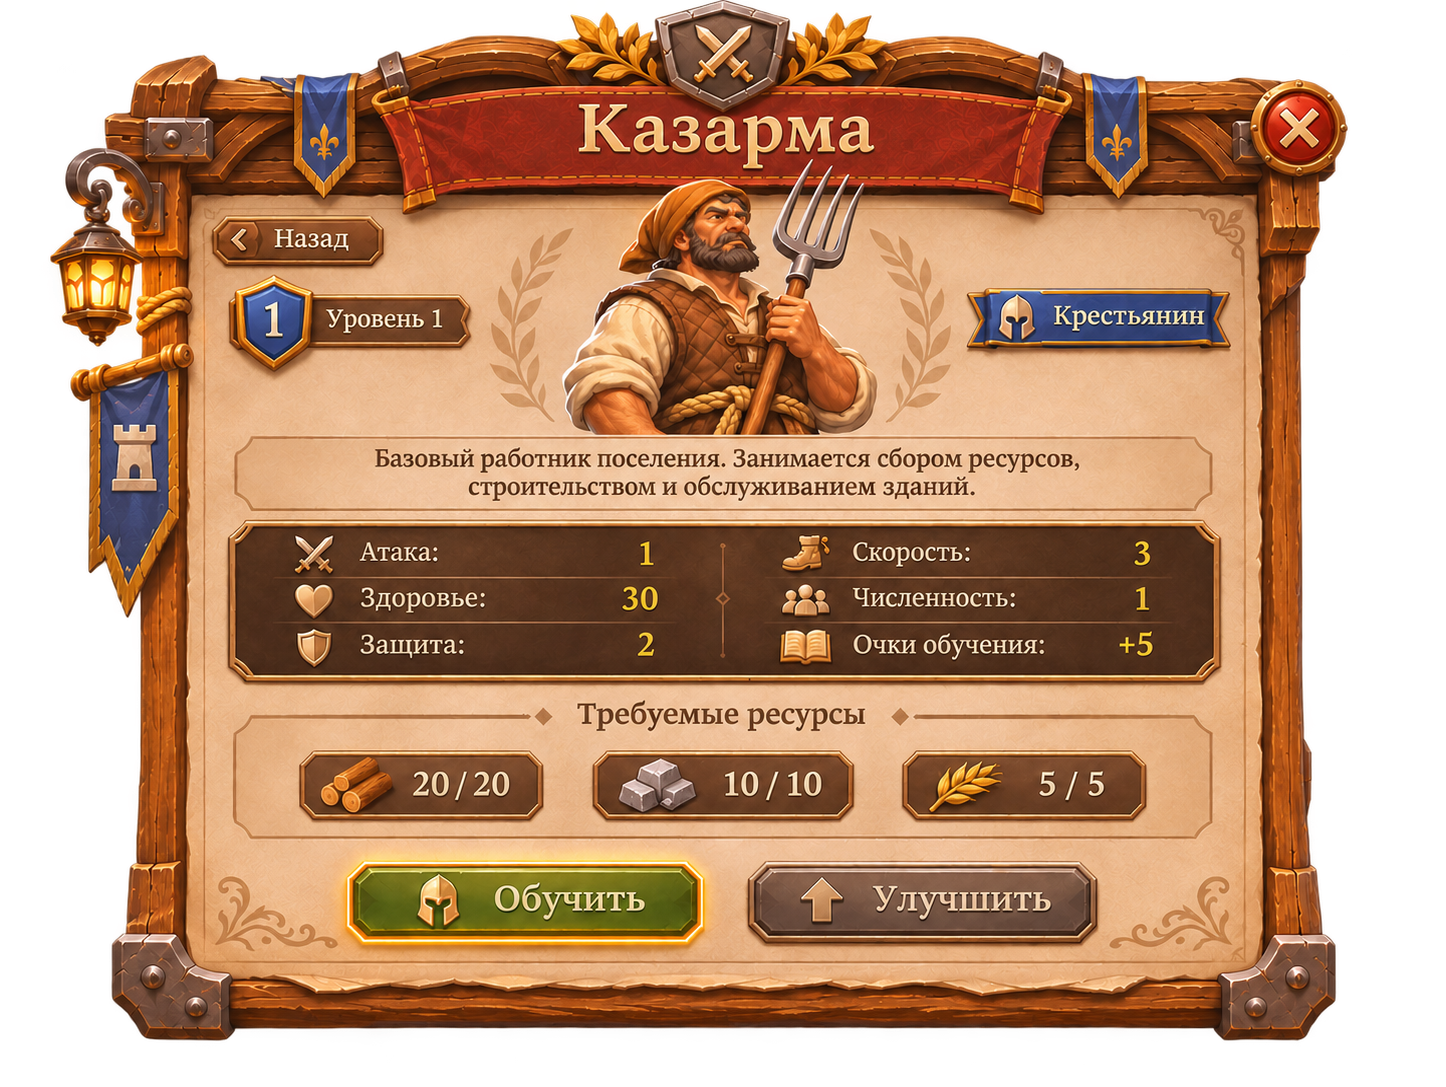 Казарма
Назад
1
Уровень 1
Крестьянин
Базовый работник поселения. Занимается сбором ресурсов,
строительством и обслуживанием зданий.
Атака: 1
Скорость: 3
Здоровье: 30
Численность: 1
Защита: 2
Очки обучения: +5
Требуемые ресурсы
20 / 20
10 / 10
5 / 5
Обучить
Улучшить